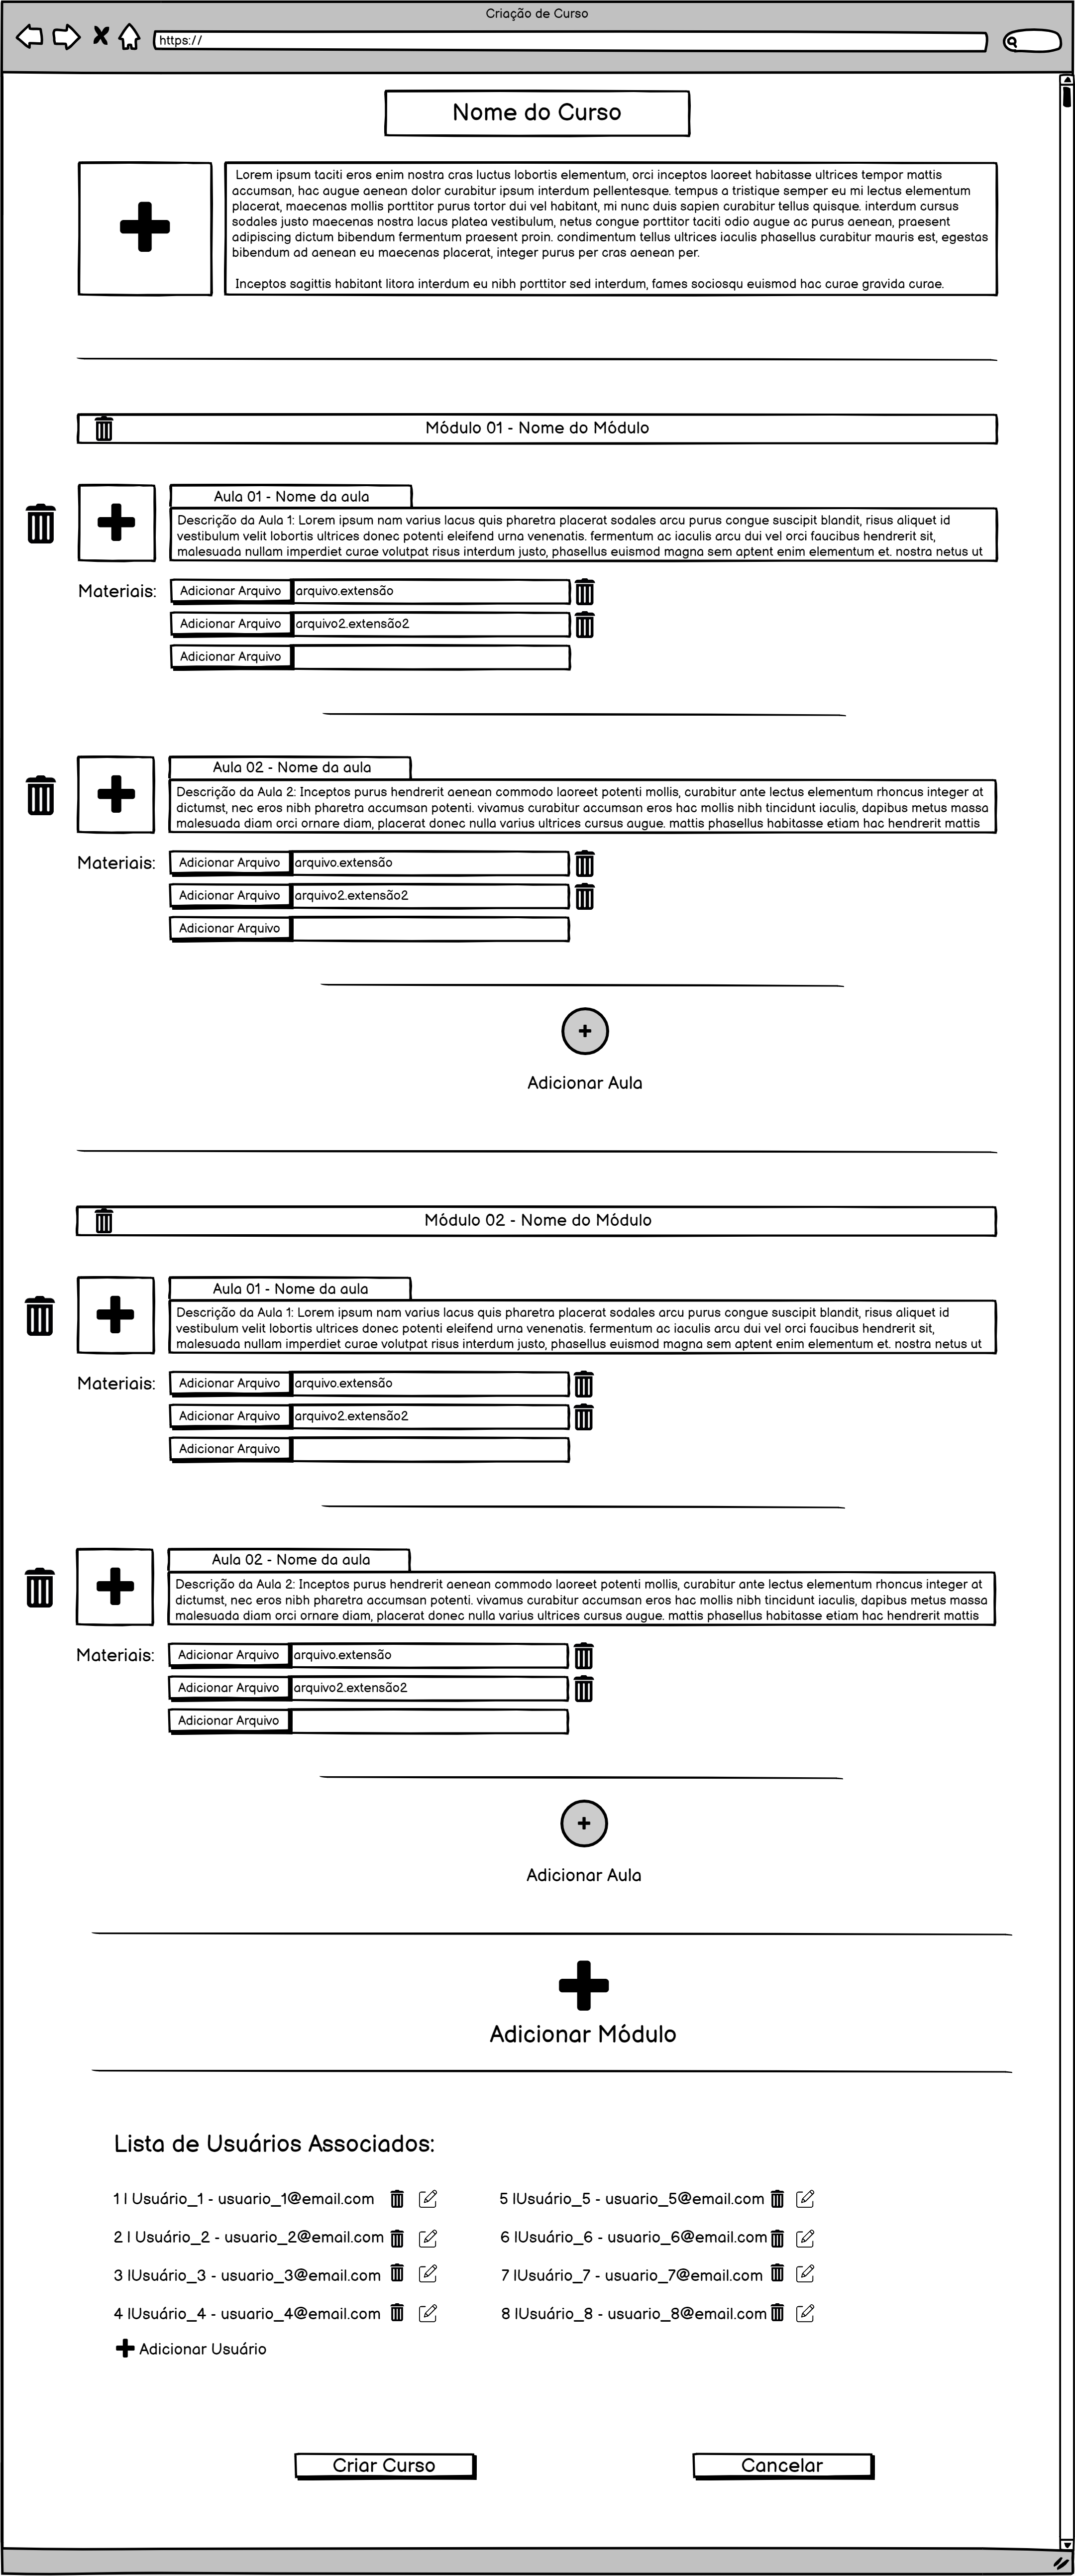 Criação de Curso
https://
Nome do Curso
Lorem ipsum taciti eros enim nostra cras luctus lobortis elementum, orci inceptos laoreet habitasse ultrices tempor mattis
accumsan, hac augue aenean dolor curabitur ipsum interdum pellentesque. tempus a tristique semper eu mi lectus elementum
placerat, maecenas mollis porttitor purus tortor dui vel habitant, mi nunc duis sapien curabitur tellus quisque. interdum cursus
sodales justo maecenas nostra lacus platea vestibulum, netus congue porttitor taciti odio augue ac purus aenean, praesent
adipiscing dictum bibendum fermentum praesent proin. condimentum tellus ultrices iaculis phasellus curabitur mauris est, egestas
bibendum ad aenean eu maecenas placerat, integer purus per cras aenean per.
Inceptos sagittis habitant litora interdum eu nibh porttitor sed interdum, fames sociosqu euismod hac curae gravida curae.
Módulo 01 - Nome do Módulo
Aula 01 - Nome da aula
Descrição da Aula 1: Lorem ipsum nam varius lacus quis pharetra placerat sodales arcu purus congue suscipit blandit, risus aliquet id
vestibulum velit lobortis ultrices donec potenti eleifend urna venenatis. fermentum ac iaculis arcu dui vel orci faucibus hendrerit sit,
malesuada nullam imperdiet curae volutpat risus interdum justo, phasellus euismod magna sem aptent enim elementum et. nostra netus ut
Materiais: Adicionar Arquivo arquivo.extensão
Adicionar Arquivo arquivo2.extensão2
Adicionar Arquivo
Aula 02 - Nome da aula
Descrição da Aula 2: Inceptos purus hendrerit aenean commodo laoreet potenti mollis, curabitur ante lectus elementum rhoncus integer at
dictumst, nec eros nibh pharetra accumsan potenti. vivamus curabitur accumsan eros hac mollis nibh tincidunt iaculis, dapibus metus massa
malesuada diam orci ornare diam, placerat donec nulla varius ultrices cursus augue. mattis phasellus habitasse etiam hac hendrerit mattis
Materiais: Adicionar Arquivo arquivo.extensão
Adicionar Arquivo arquivo2.extensão2
Adicionar Arquivo
Adicionar Aula
Módulo 02 - Nome do Módulo
Aula 01 - Nome da aula
Descrição da Aula 1: Lorem ipsum nam varius lacus quis pharetra placerat sodales arcu purus congue suscipit blandit, risus aliquet id
vestibulum velit lobortis ultrices donec potenti eleifend urna venenatis. fermentum ac iaculis arcu dui vel orci faucibus hendrerit sit,
malesuada nullam imperdiet curae volutpat risus interdum justo, phasellus euismod magna sem aptent enim elementum et. nostra netus ut
Materiais: Adicionar Arquivo arquivo.extensão
Adicionar Arquivo arquivo2.extensão2
Adicionar Arquivo
Aula 02 - Nome da aula
Descrição da Aula 2: Inceptos purus hendrerit aenean commodo laoreet potenti mollis, curabitur ante lectus elementum rhoncus integer at
dictumst, nec eros nibh pharetra accumsan potenti. vivamus curabitur accumsan eros hac mollis nibh tincidunt iaculis, dapibus metus massa
malesuada diam orci ornare diam, placerat donec nulla varius ultrices cursus augue. mattis phasellus habitasse etiam hac hendrerit mattis
Materiais: Adicionar Arquivo arquivo.extensão
Adicionar Arquivo arquivo2.extensão2
Adicionar Arquivo
Adicionar Aula
Adicionar Módulo
Lista de Usuários Associados:
1 | Usuário_1 - usuario_1@email.com
2 | Usuário_2 - usuario_2@email.com
3 |Usuário_3 - usuario_3@email.com
4 |Usuário_4 - usuario_4@email.com
5 |Usuário_5 - usuario_5@email.com
6 |Usuário_6 - usuario_6@email.com
7 |Usuário_7 - usuario_7@email.com
8 |Usuário_8 - usuario_8@email.com
Adicionar Usuário
Criar Curso
Cancelar